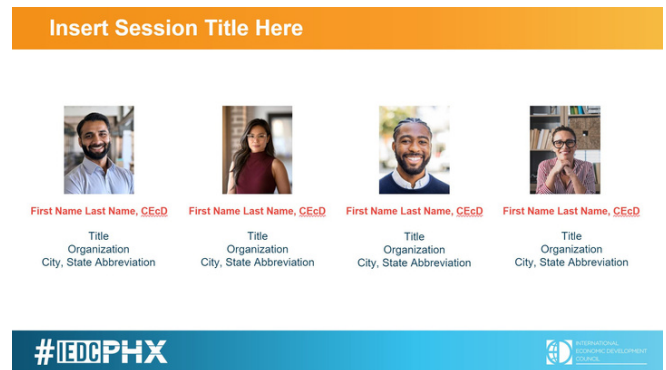 Insert Session Title Here
First Name Last Name, CEcD
Title
Organization
City, State Abbreviation
First Name Last Name, CEcD
Title
Organization
City, State Abbreviation
First Name Last Name, CEcD
Title
Organization
City, State Abbreviation
First Name Last Name, CEcD
Title
Organization
City, State Abbreviation
#IEDCPHX
INTERNATIONAL
ECONOMIC DEVELOPMENT
COUNCIL